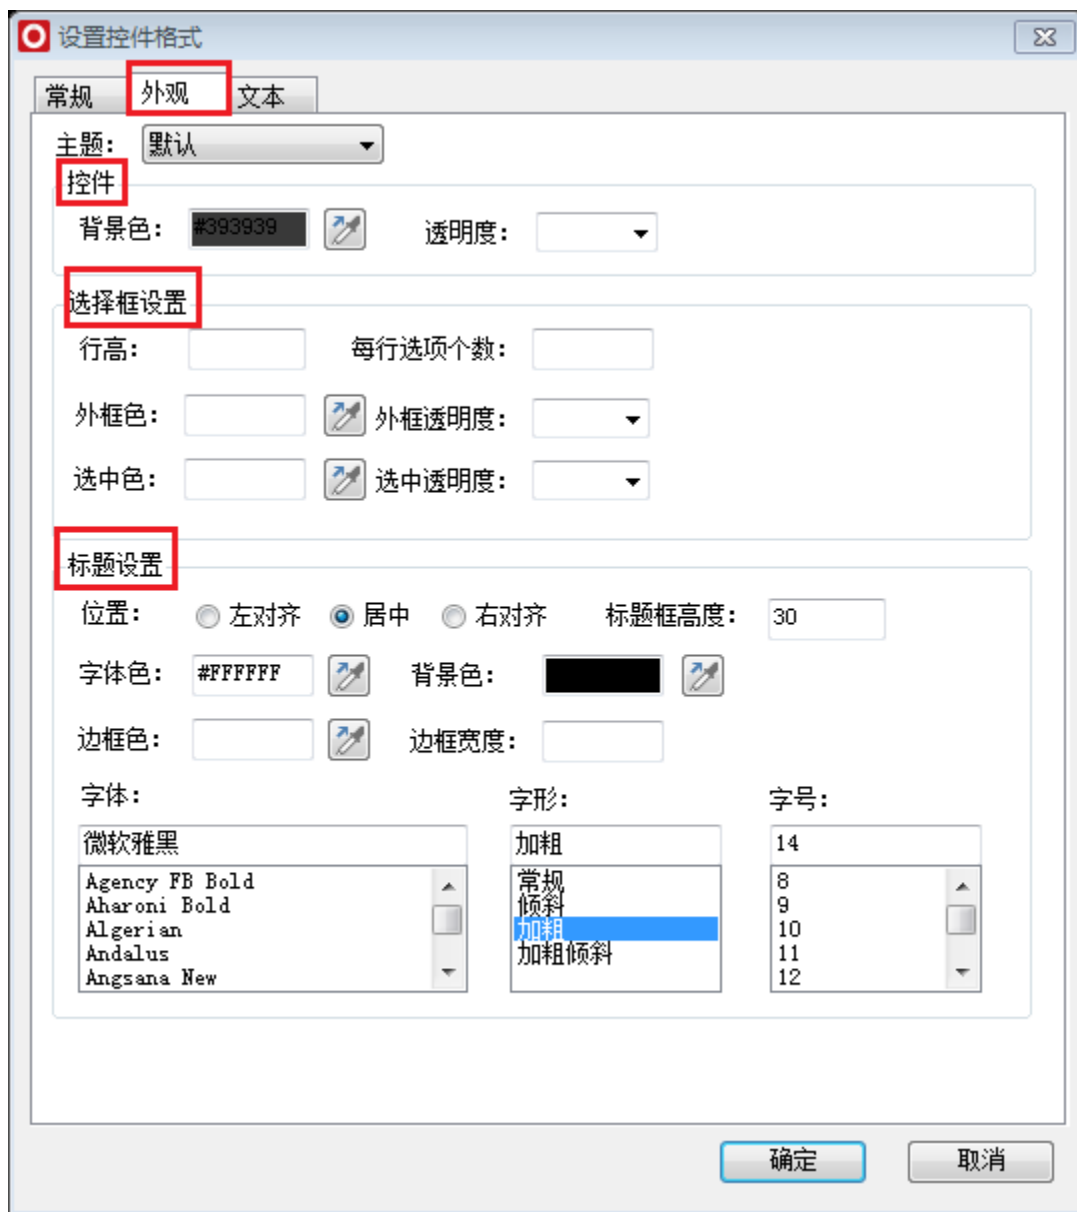 设置控件格式
常规 外观 文本
主题： 默认
控件
背景色： #393939 透明度：
选择框设置
行高： 每行选项个数：
外框色： 外框透明度：
选中色： 选中透明度：
标题设置
位置： 左对齐 居中 右对齐 标题框高度： 30
字体色： #FFFFFF 背景色：
边框色： 边框宽度：
字体： 字形： 字号：
微软雅黑 加粗 14
Agency FB Bold 常规 8
Aharoni Bold 倾斜 9
Algerian 加粗 10
Andalus 加粗倾斜 11
Angsana New 12
确定 取消